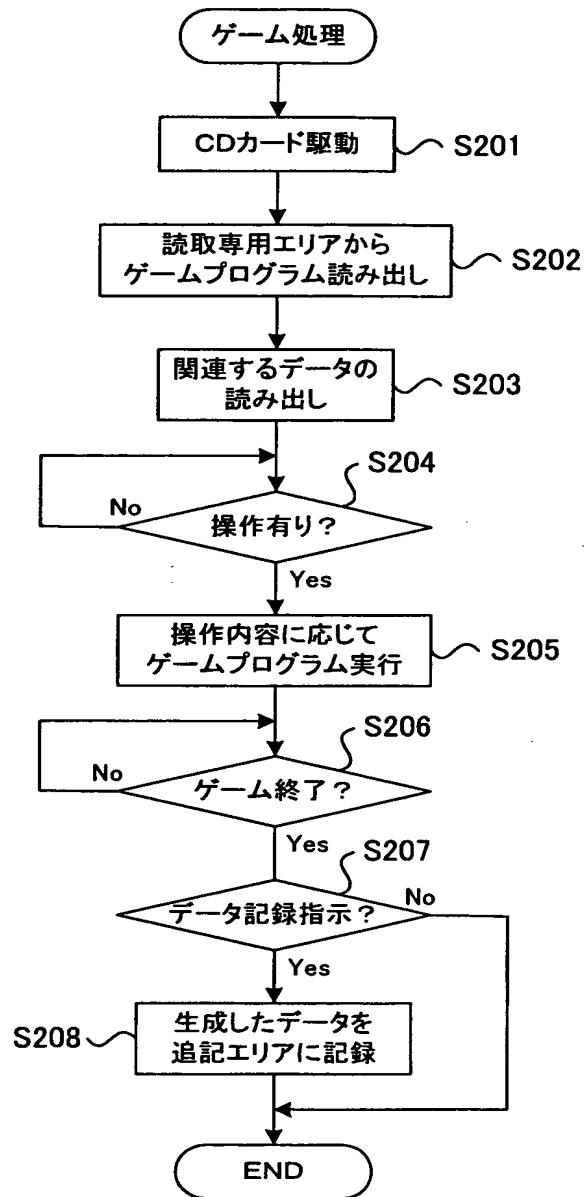 ゲーム処理
CDカード駆動
S201
読取専用エリアから
ゲームプログラム読み出し
S202
関連するデータの
読み出し
S203
S204
No
操作有り?
Yes
操作内容に応じて
ゲームプログラム実行
S205
S206
No
ゲーム終了?
Yes
S207
No
データ記録指示?
Yes
S208
生成したデータを
追記エリアに記録
END